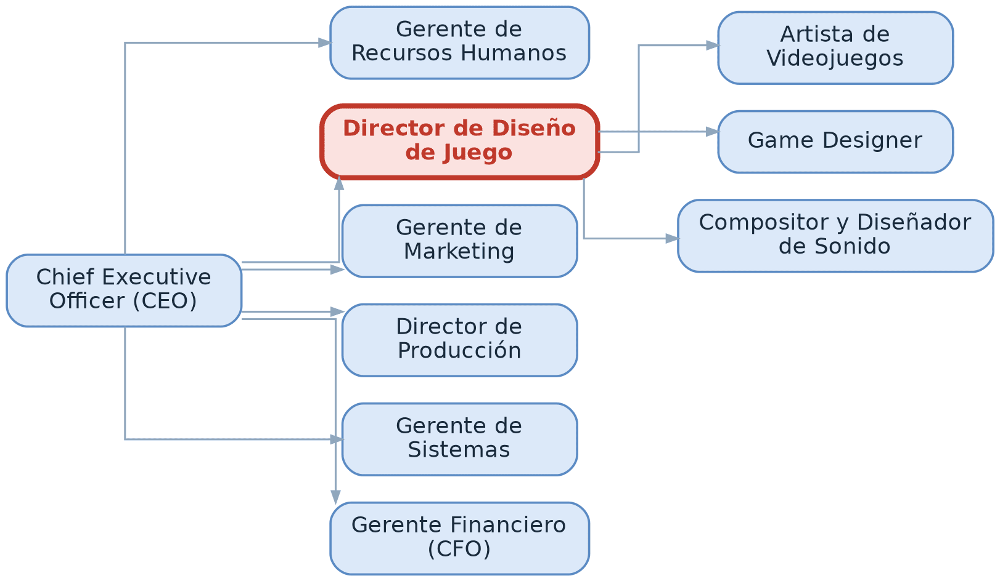 Gerente de
Recursos Humanos
Artista de
Videojuegos
Director de Diseño
de Juego
Game Designer
Gerente de
Marketing
Compositor y Diseñador
de Sonido
Chief Executive
Officer (CEO)
Director de
Producción
Gerente de
Sistemas
Gerente Financiero
(CFO)